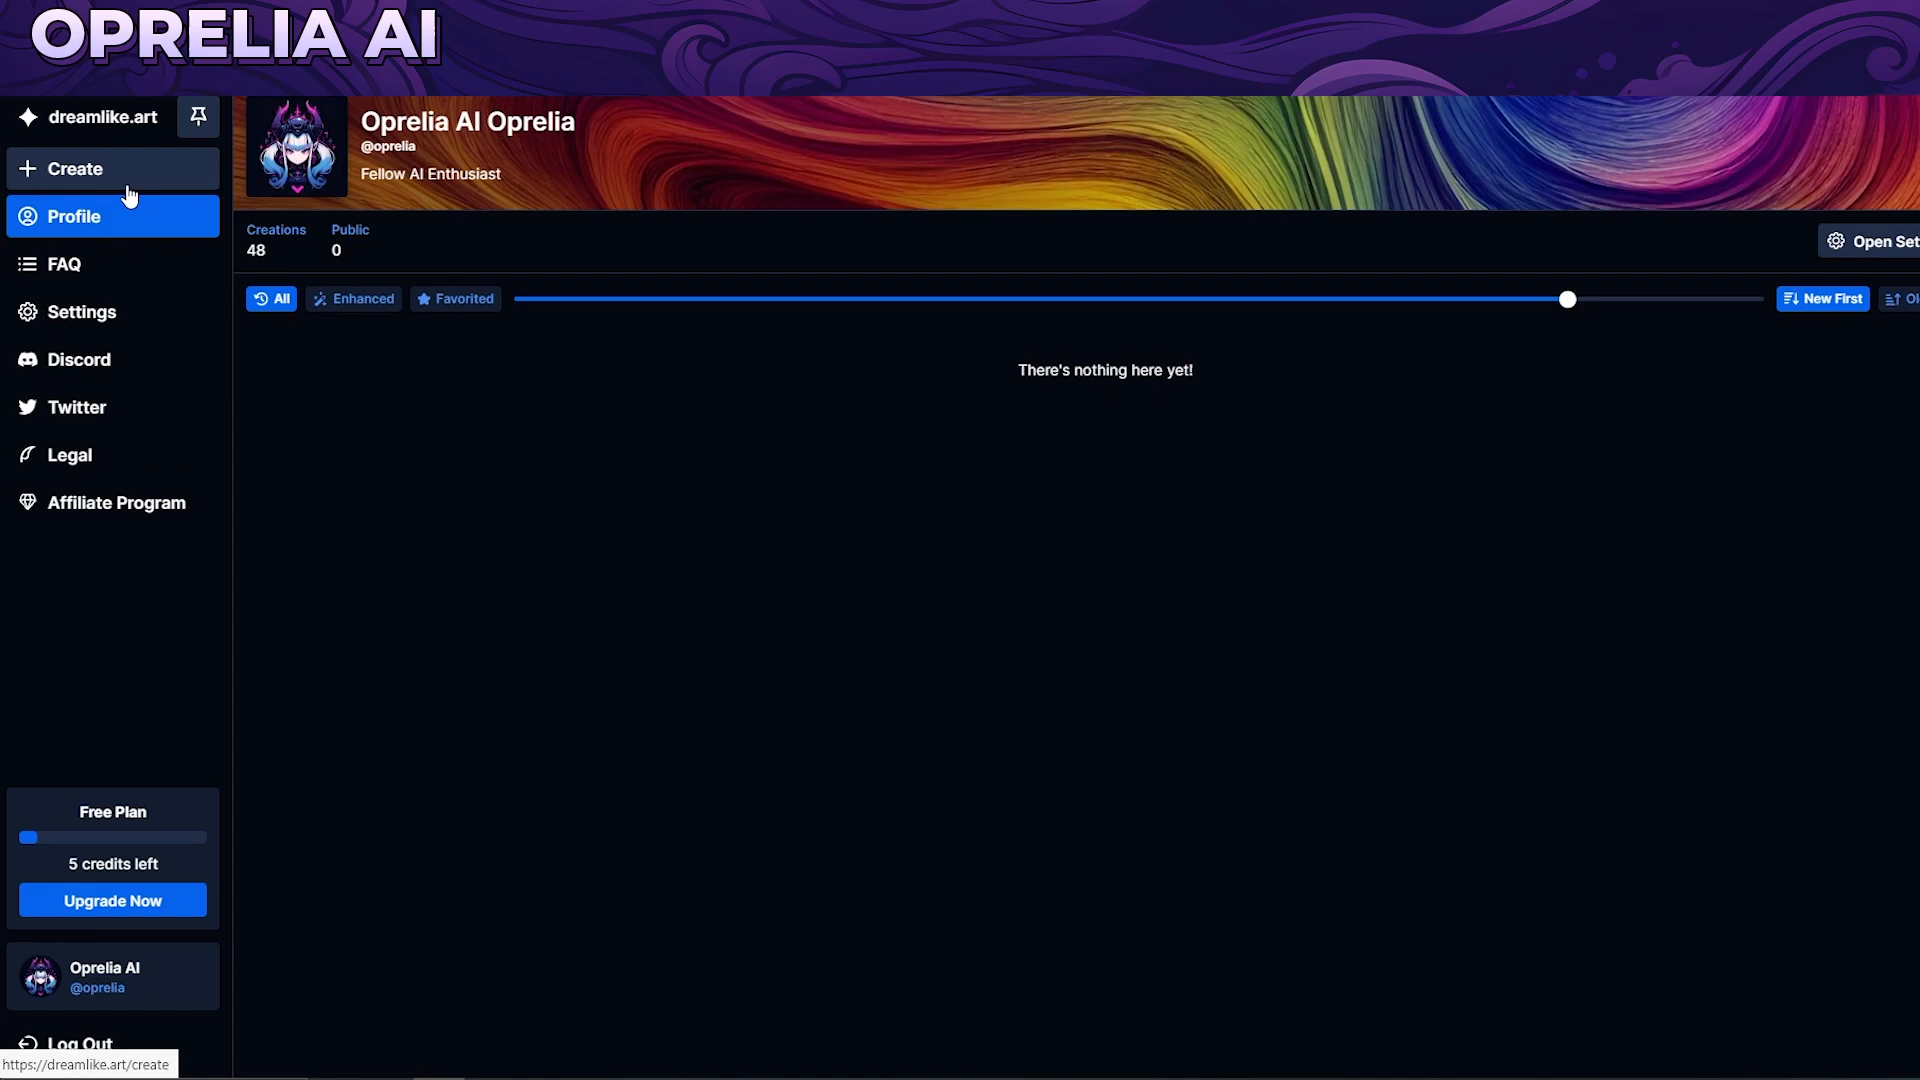 OPRELIA AI
dreamlike.art
Create
Profile
FAQ
Settings
Discord
Twitter
Legal
Affiliate Program
Free Plan
5 credits left
Upgrade Now
Oprelia AI
@oprelia
Log Out
https://dreamlike.art/create
Oprelia AI Oprelia
@oprelia
Fellow AI Enthusiast
Creations Public
48 0
Open Set
All Enhanced Favorited New First Ol
There's nothing here yet!